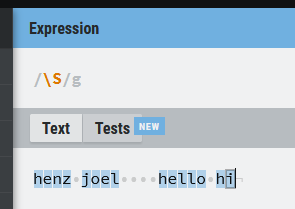 Expression
/\S/g
Text Tests NEW
henz joel    hello hi